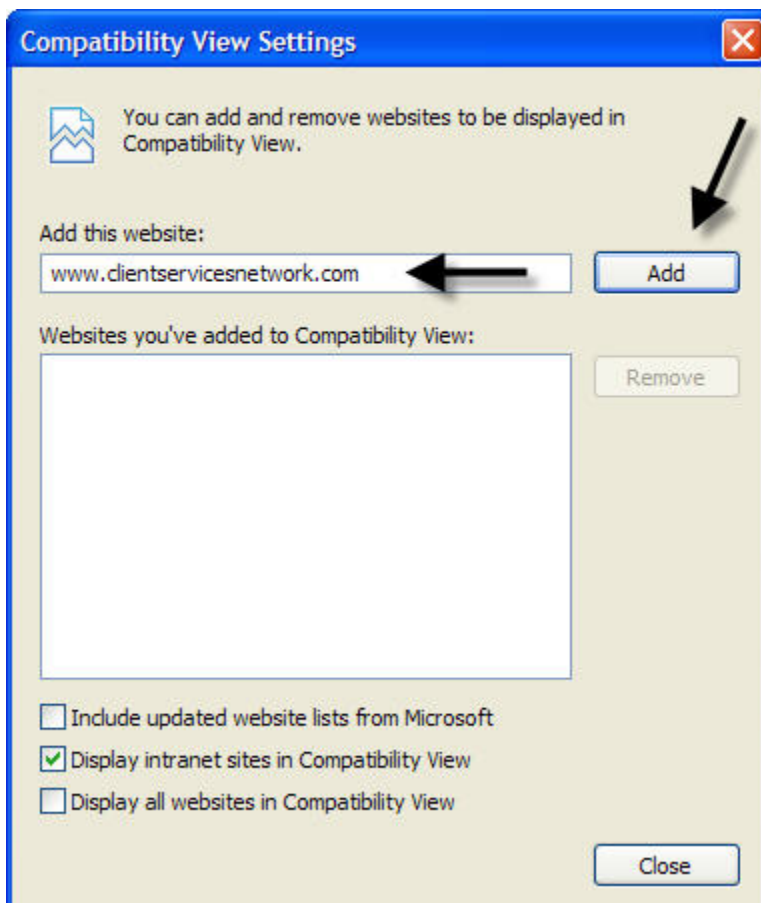 Compatibility View Settings
You can add and remove websites to be displayed in
Compatibility View.
Add this website:
www.clientservicesnetwork.com
Add
Websites you've added to Compatibility View:
Remove
Include updated website lists from Microsoft
Display intranet sites in Compatibility View
Display all websites in Compatibility View
Close